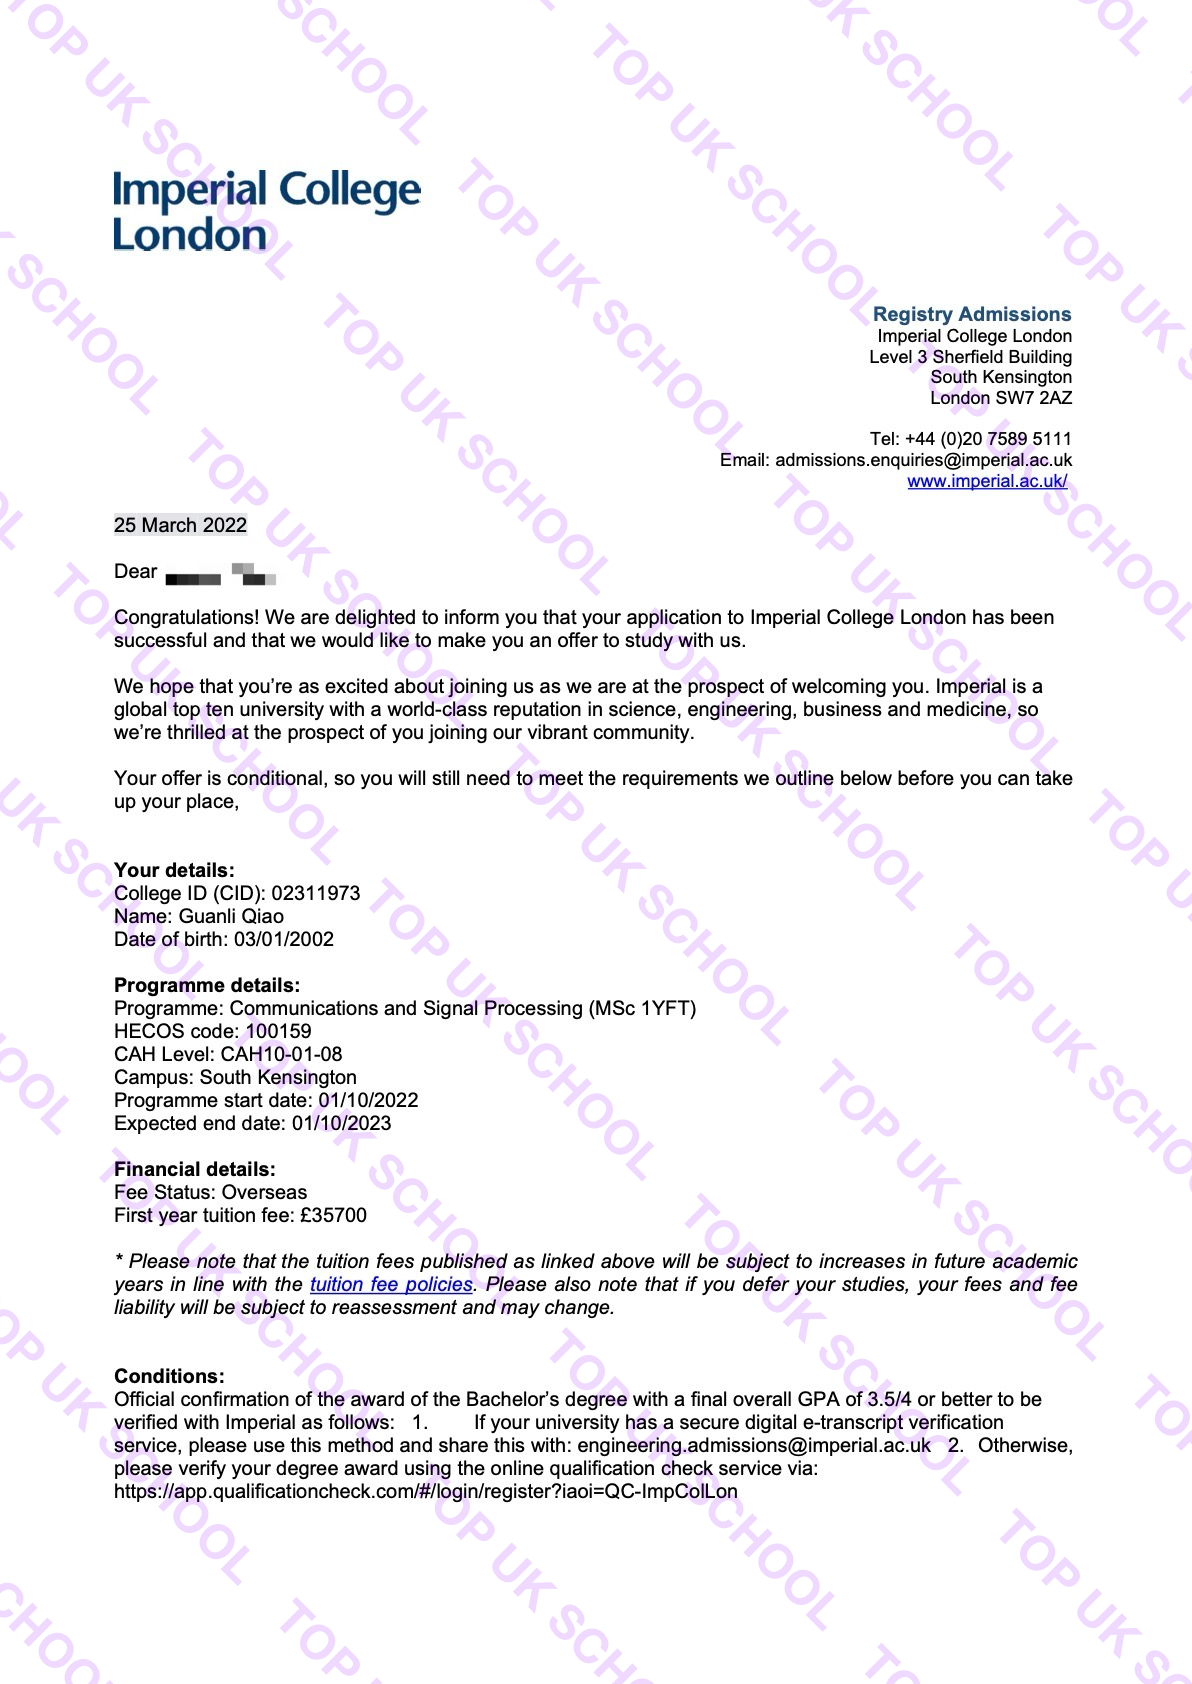 Imperial College
London
Registry Admissions
Imperial College London
Level 3 Sherfield Building
South Kensington
London SW7 2AZ
Tel: +44 (0)20 7589 5111
Email: admissions.enquiries@imperial.ac.uk
www.imperial.ac.uk/
25 March 2022
Dear
Congratulations! We are delighted to inform you that your application to Imperial College London has been
successful and that we would like to make you an offer to study with us.
We hope that you’re as excited about joining us as we are at the prospect of welcoming you. Imperial is a
global top ten university with a world-class reputation in science, engineering, business and medicine, so
we’re thrilled at the prospect of you joining our vibrant community.
Your offer is conditional, so you will still need to meet the requirements we outline below before you can take
up your place,
Your details:
College ID (CID): 02311973
Name: Guanli Qiao
Date of birth: 03/01/2002
Programme details:
Programme: Communications and Signal Processing (MSc 1YFT)
HECOS code: 100159
CAH Level: CAH10-01-08
Campus: South Kensington
Programme start date: 01/10/2022
Expected end date: 01/10/2023
Financial details:
Fee Status: Overseas
First year tuition fee: £35700
* Please note that the tuition fees published as linked above will be subject to increases in future academic
years in line with the tuition fee policies. Please also note that if you defer your studies, your fees and fee
liability will be subject to reassessment and may change.
Conditions:
Official confirmation of the award of the Bachelor’s degree with a final overall GPA of 3.5/4 or better to be
verified with Imperial as follows: 1. If your university has a secure digital e-transcript verification
service, please use this method and share this with: engineering.admissions@imperial.ac.uk 2. Otherwise,
please verify your degree award using the online qualification check service via:
https://app.qualificationcheck.com/#/login/register?iaoi=QC-ImpColLon
TOP UK SCHOOL